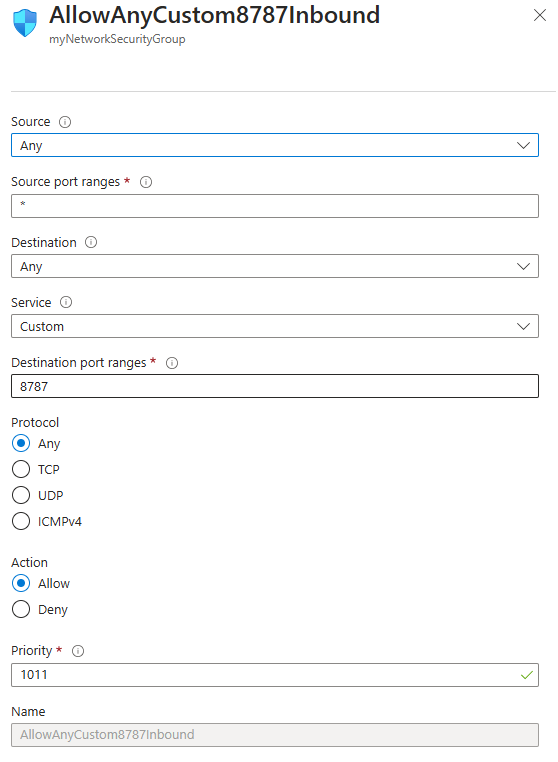 AllowAnyCustom8787Inbound
myNetworkSecurityGroup
Source
Any
Source port ranges *
*
Destination
Any
Service
Custom
Destination port ranges *
8787
Protocol
Any
TCP
UDP
ICMPv4
Action
Allow
Deny
Priority *
1011
Name
AllowAnyCustom8787Inbound